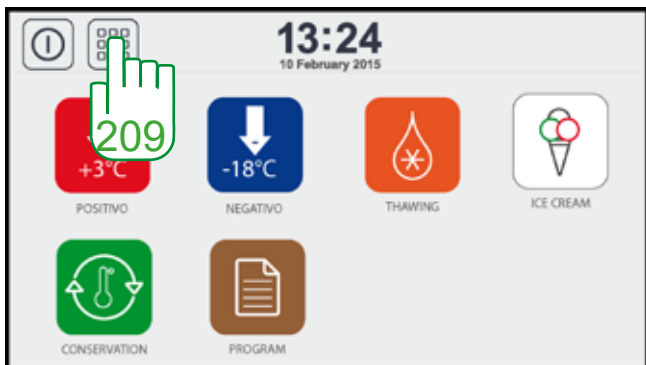 13:24
10 February 2015
209
+3°C
-18°C
POSITIVO
NEGATIVO
THAWING
ICE CREAM
CONSERVATION
PROGRAM